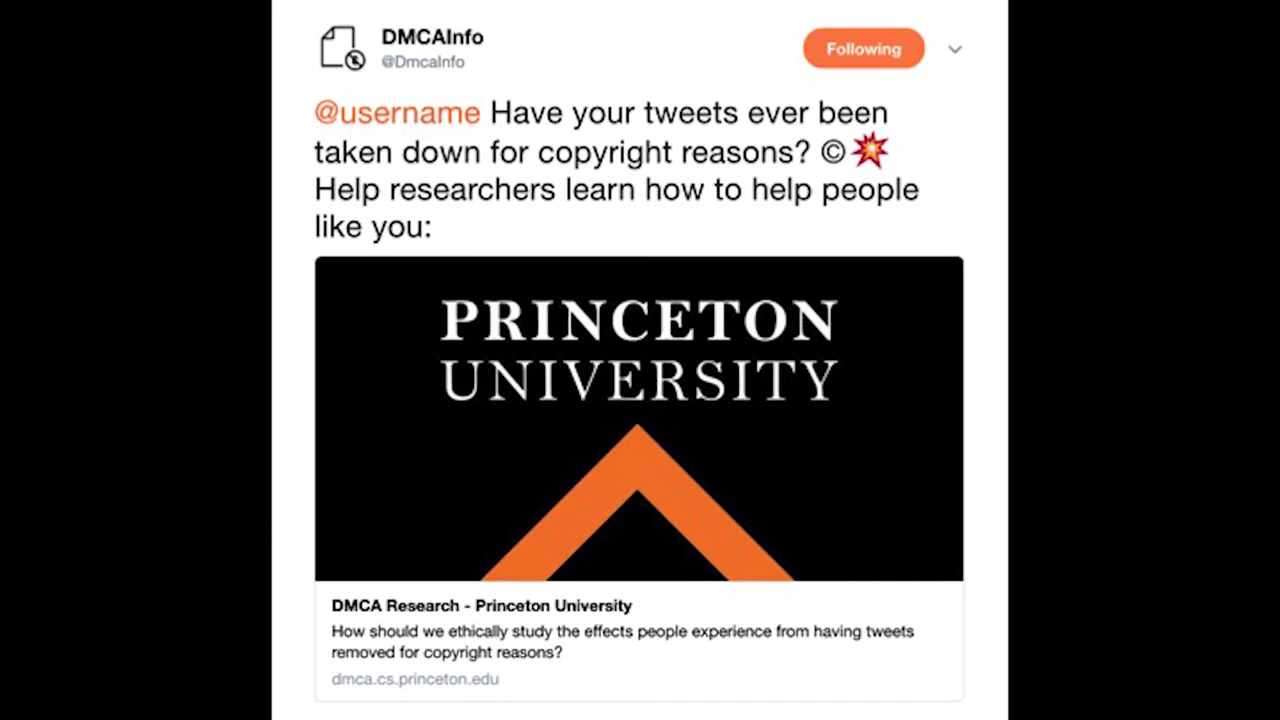 DMCAInfo
@DmcaInfo
Following
@username Have your tweets ever been
taken down for copyright reasons? ©💥
Help researchers learn how to help people
like you:
PRINCETON
UNIVERSITY
DMCA Research - Princeton University
How should we ethically study the effects people experience from having tweets
removed for copyright reasons?
dmca.cs.princeton.edu